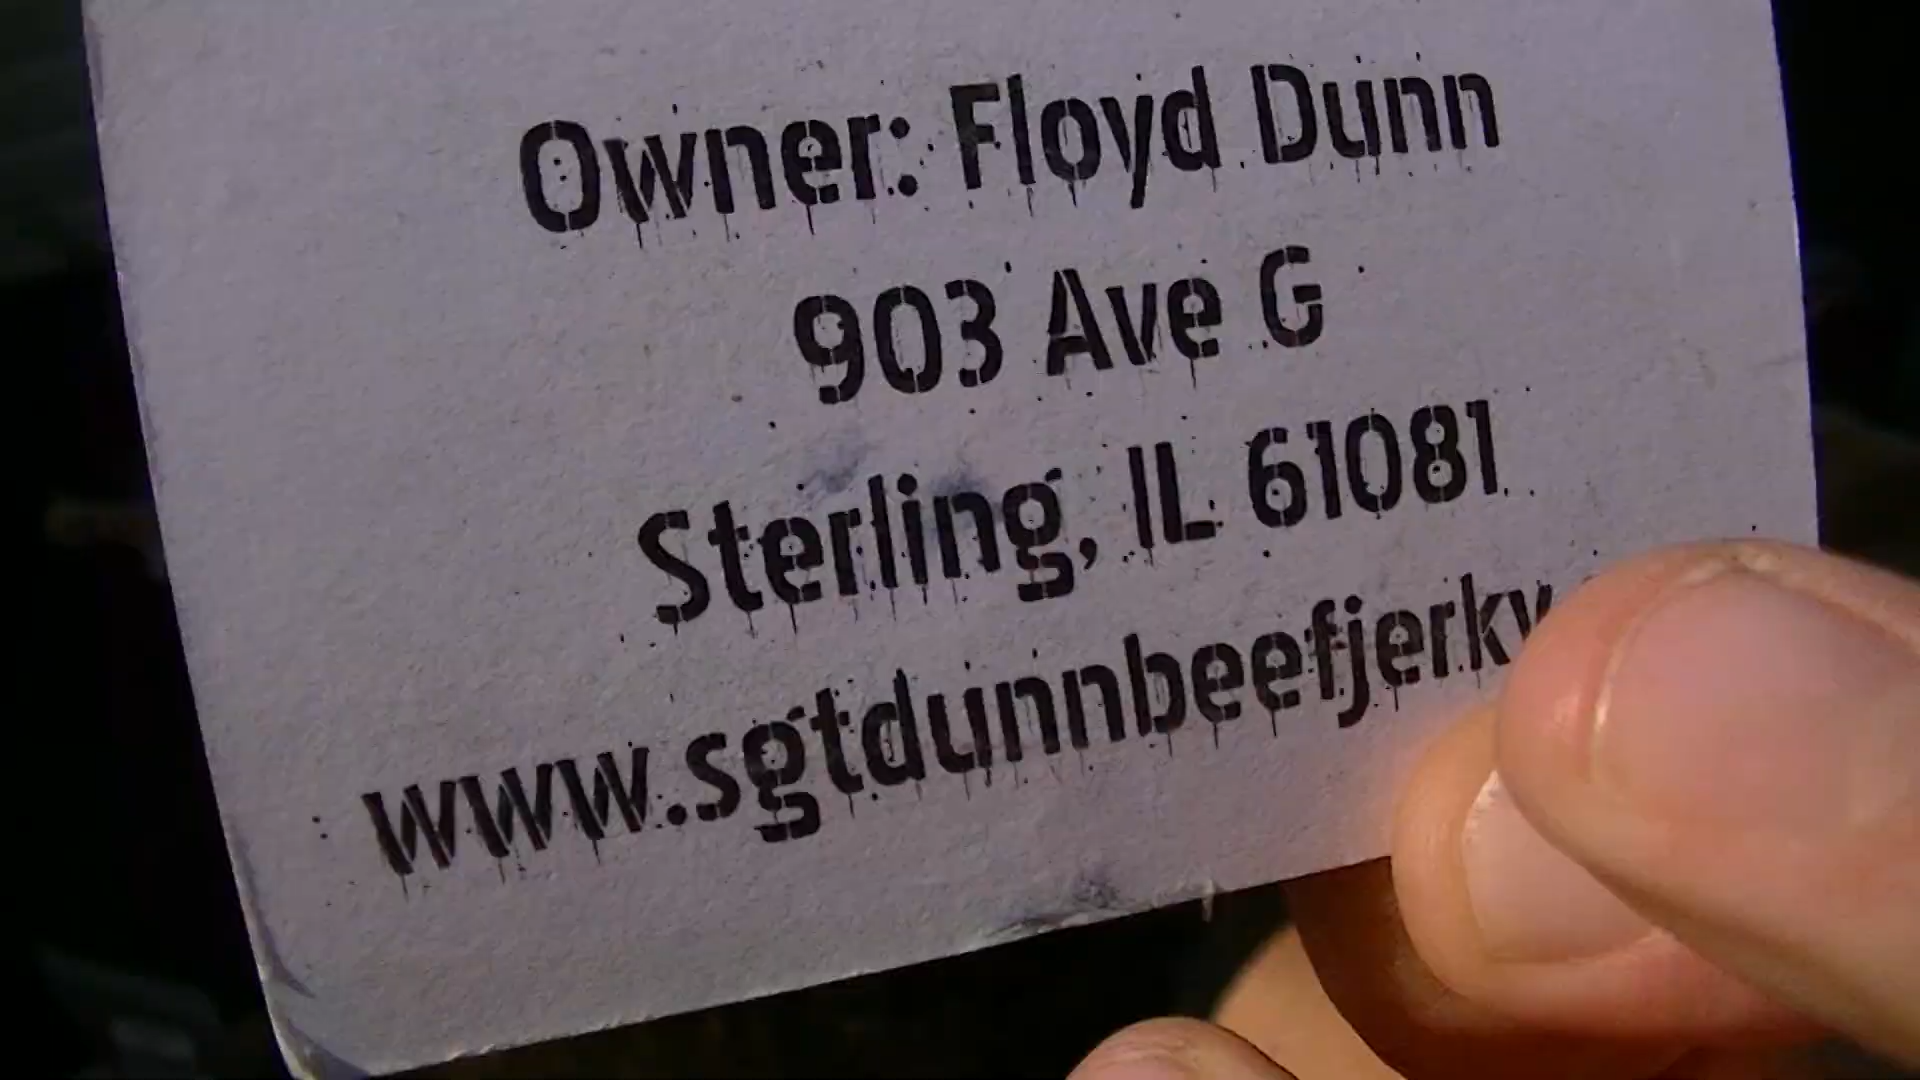 Owner: Floyd Dunn
903 Ave G
Sterling, IL 61081
www.sgtdunnbeefjerky